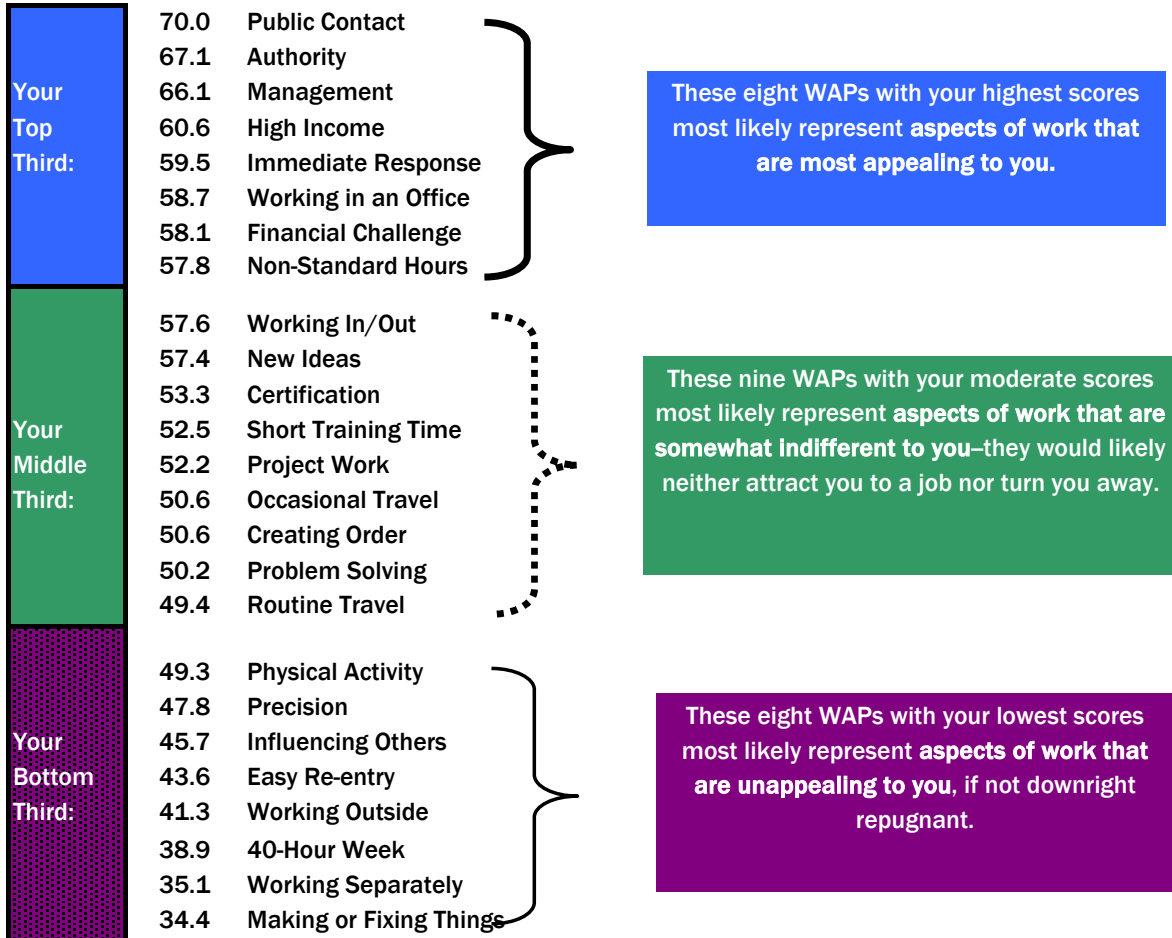 Your
Top
Third:
70.0 Public Contact
67.1 Authority
66.1 Management
60.6 High Income
59.5 Immediate Response
58.7 Working in an Office
58.1 Financial Challenge
57.8 Non-Standard Hours
These eight WAPs with your highest scores
most likely represent aspects of work that
are most appealing to you.
Your
Middle
Third:
57.6 Working In/Out
57.4 New Ideas
53.3 Certification
52.5 Short Training Time
52.2 Project Work
50.6 Occasional Travel
50.6 Creating Order
50.2 Problem Solving
49.4 Routine Travel
These nine WAPs with your moderate scores
most likely represent aspects of work that are
somewhat indifferent to you–they would likely
neither attract you to a job nor turn you away.
Your
Bottom
Third:
49.3 Physical Activity
47.8 Precision
45.7 Influencing Others
43.6 Easy Re-entry
41.3 Working Outside
38.9 40-Hour Week
35.1 Working Separately
34.4 Making or Fixing Things
These eight WAPs with your lowest scores
most likely represent aspects of work that
are unappealing to you, if not downright
repugnant.